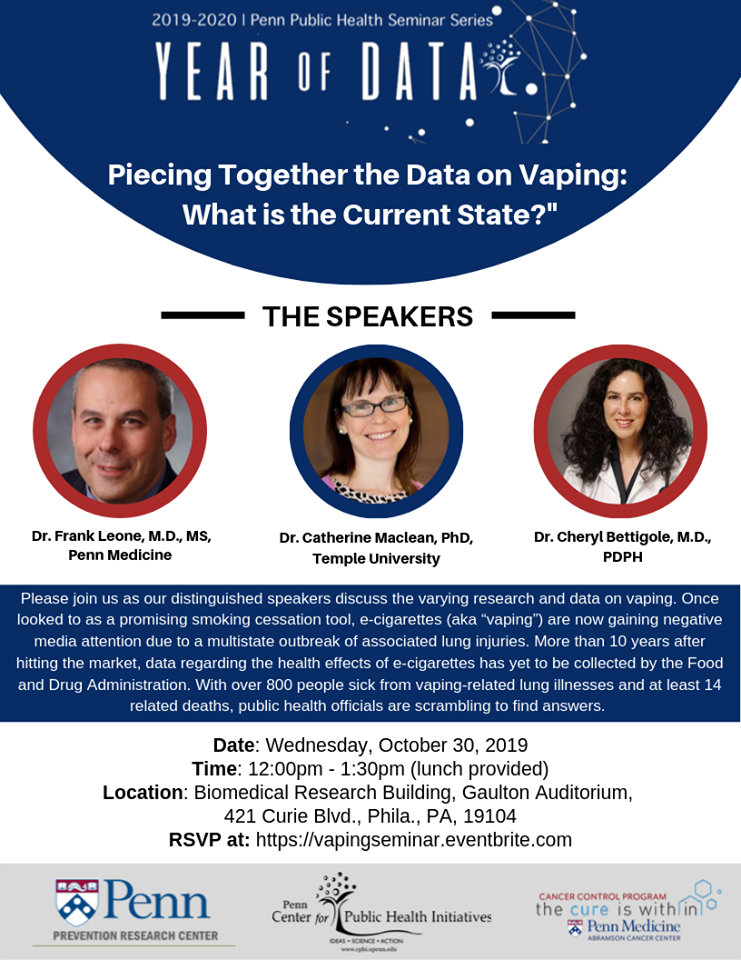 2019-2020 | Penn Public Health Seminar Series
YEAR OF DATA
Piecing Together the Data on Vaping:
What is the Current State?"
THE SPEAKERS
Dr. Frank Leone, M.D., MS,
Penn Medicine
Dr. Catherine Maclean, PhD,
Temple University
Dr. Cheryl Bettigole, M.D.,
PDPH
Please join us as our distinguished speakers discuss the varying research and data on vaping. Once
looked to as a promising smoking cessation tool, e-cigarettes (aka “vaping”) are now gaining negative
media attention due to a multistate outbreak of associated lung injuries. More than 10 years after
hitting the market, data regarding the health effects of e-cigarettes has yet to be collected by the Food
and Drug Administration. With over 800 people sick from vaping-related lung illnesses and at least 14
related deaths, public health officials are scrambling to find answers.
Date: Wednesday, October 30, 2019
Time: 12:00pm - 1:30pm (lunch provided)
Location: Biomedical Research Building, Gaulton Auditorium,
421 Curie Blvd., Phila., PA, 19104
RSVP at: https://vapingseminar.eventbrite.com
Penn
PREVENTION RESEARCH CENTER
Penn
Center for Public Health Initiatives
IDEAS • SCIENCE • ACTION
www.cphi.upenn.edu
CANCER CONTROL PROGRAM
the cure is within
Penn Medicine
ABRAMSON CANCER CENTER